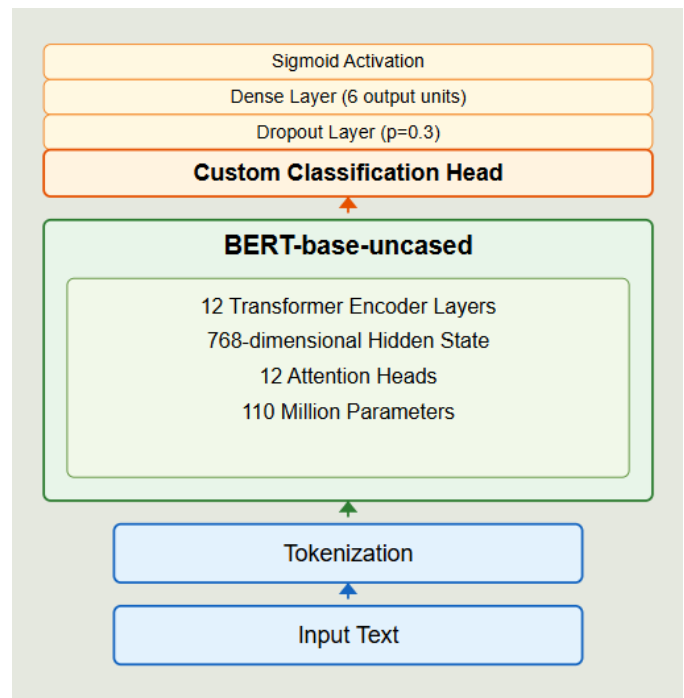 Sigmoid Activation
Dense Layer (6 output units)
Dropout Layer (p=0.3)
Custom Classification Head
BERT-base-uncased
12 Transformer Encoder Layers
768-dimensional Hidden State
12 Attention Heads
110 Million Parameters
Tokenization
Input Text